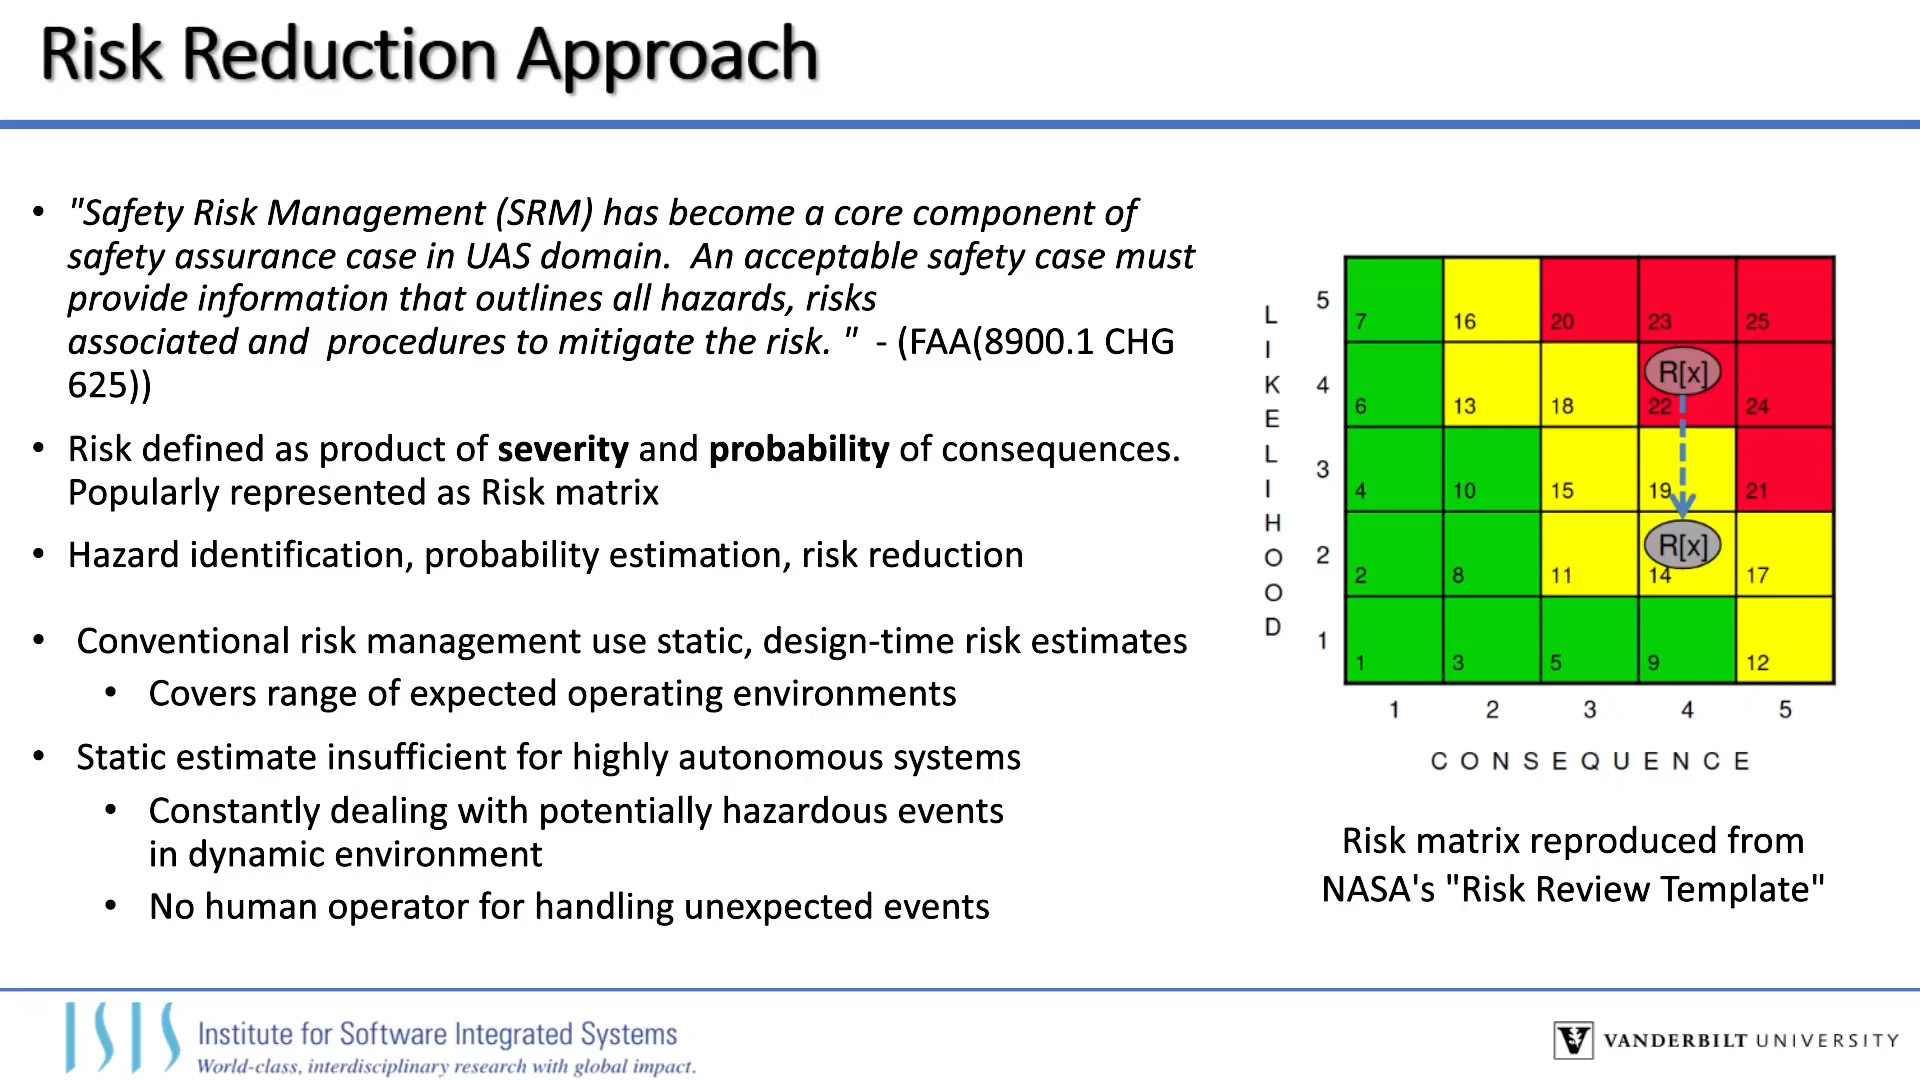 Risk Reduction Approach
• "Safety Risk Management (SRM) has become a core component of
safety assurance case in UAS domain.  An acceptable safety case must
provide information that outlines all hazards, risks
associated and  procedures to mitigate the risk. "  - (FAA(8900.1 CHG
625))
• Risk defined as product of severity and probability of consequences.
Popularly represented as Risk matrix
• Hazard identification, probability estimation, risk reduction
• Conventional risk management use static, design-time risk estimates
• Covers range of expected operating environments
• Static estimate insufficient for highly autonomous systems
• Constantly dealing with potentially hazardous events
in dynamic environment
• No human operator for handling unexpected events
LIKELIHOOD
5 7 16 20 23 25
R[x]
4 6 13 18 22 24
3 4 10 15 19 21
R[x]
2 2 8 11 14 17
1 1 3 5 9 12
1 2 3 4 5
CONSEQUENCE
Risk matrix reproduced from
NASA's "Risk Review Template"
ISIS
Institute for Software Integrated Systems
World-class, interdisciplinary research with global impact.
V
VANDERBILT UNIVERSITY